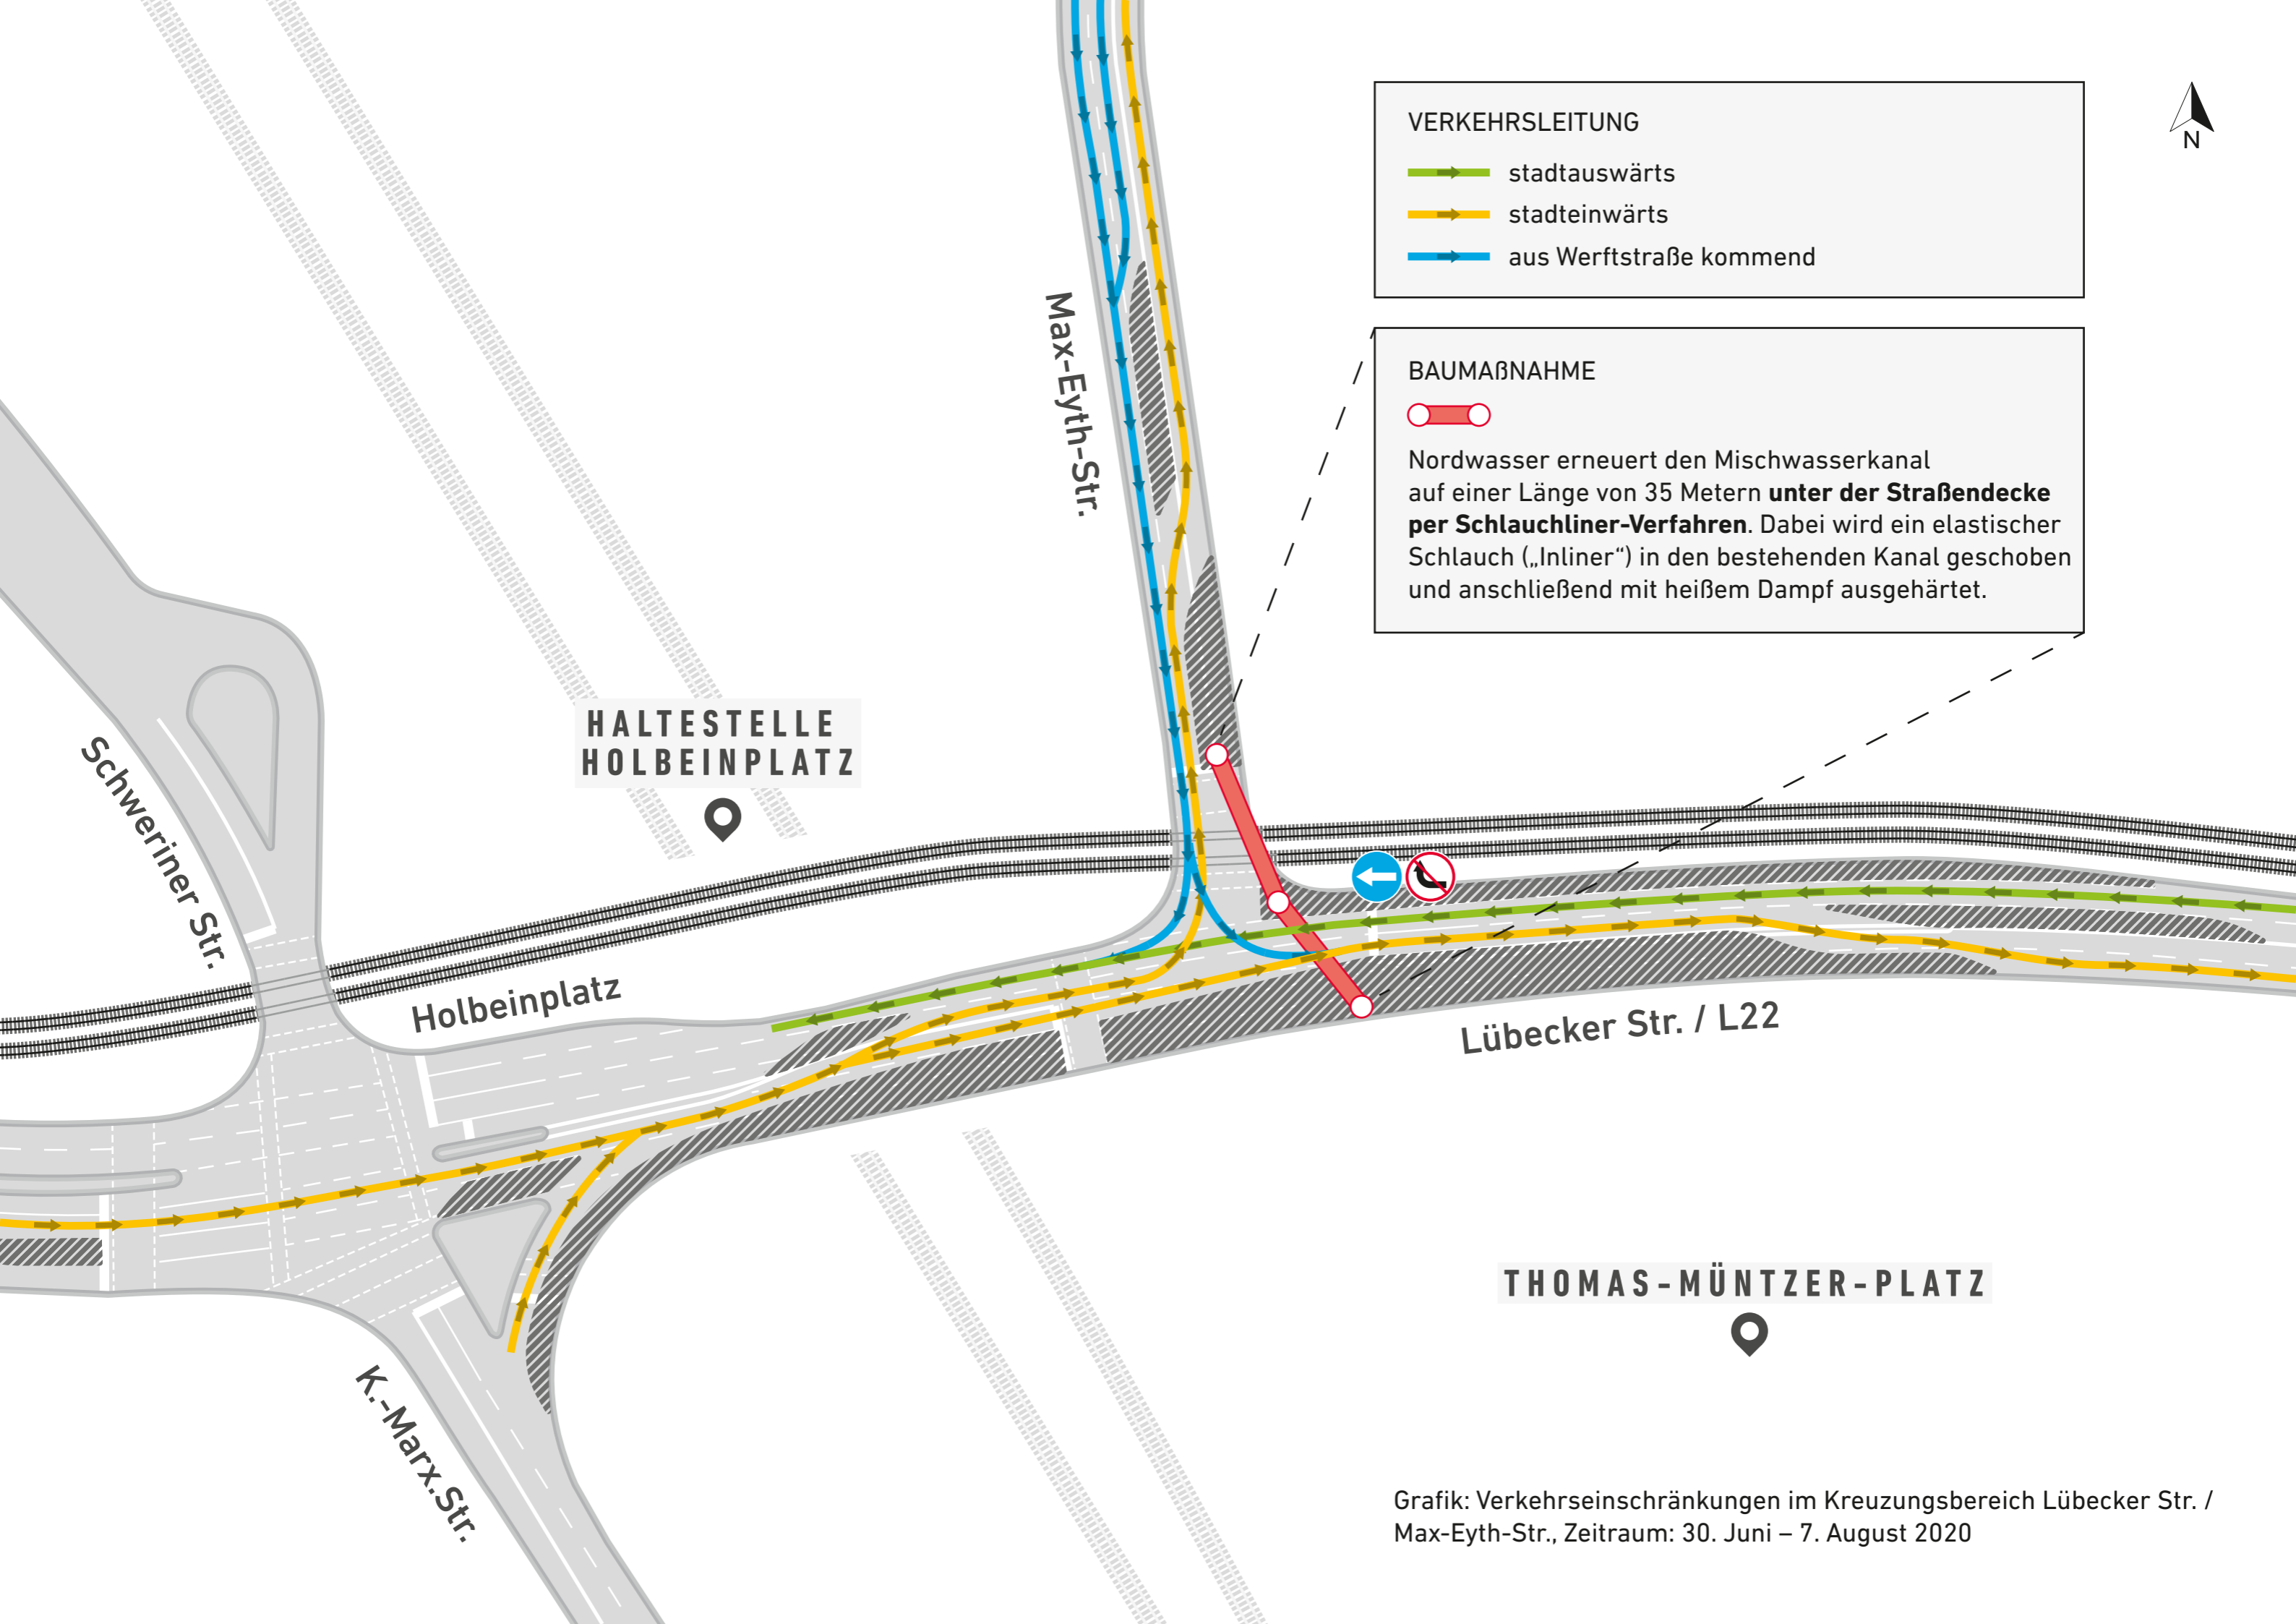 VERKEHRSLEITUNG
stadtauswärts
stadteinwärts
aus Werftstraße kommend
N
BAUMAßNAHME
Nordwasser erneuert den Mischwasserkanal
auf einer Länge von 35 Metern unter der Straßendecke
per Schlauchliner-Verfahren. Dabei wird ein elastischer
Schlauch („Inliner“) in den bestehenden Kanal geschoben
und anschließend mit heißem Dampf ausgehärtet.
Max-Eyth-Str.
HALTESTELLE
HOLBEINPLATZ
Schweriner Str.
Holbeinplatz
Lübecker Str. / L22
THOMAS-MÜNTZER-PLATZ
K.-Marx.Str.
Grafik: Verkehrseinschränkungen im Kreuzungsbereich Lübecker Str. /
Max-Eyth-Str., Zeitraum: 30. Juni – 7. August 2020